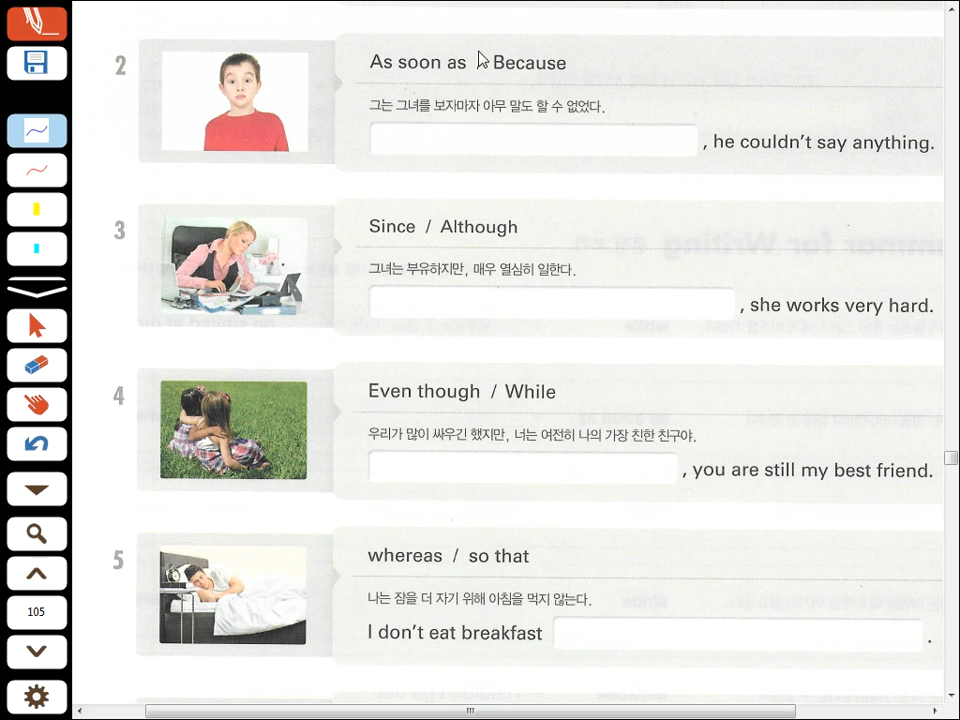 2
As soon as Because
그는 그녀를 보자마자 아무 말도 할 수 없었다.
, he couldn't say anything.
3
Since / Although
그녀는 부유하지만, 매우 열심히 일한다.
, she works very hard.
4
Even though / While
우리가 많이 싸우긴 했지만, 너는 여전히 나의 가장 친한 친구야.
, you are still my best friend.
5
whereas / so that
나는 잠을 더 자기 위해 아침을 먹지 않는다.
I don't eat breakfast .
105